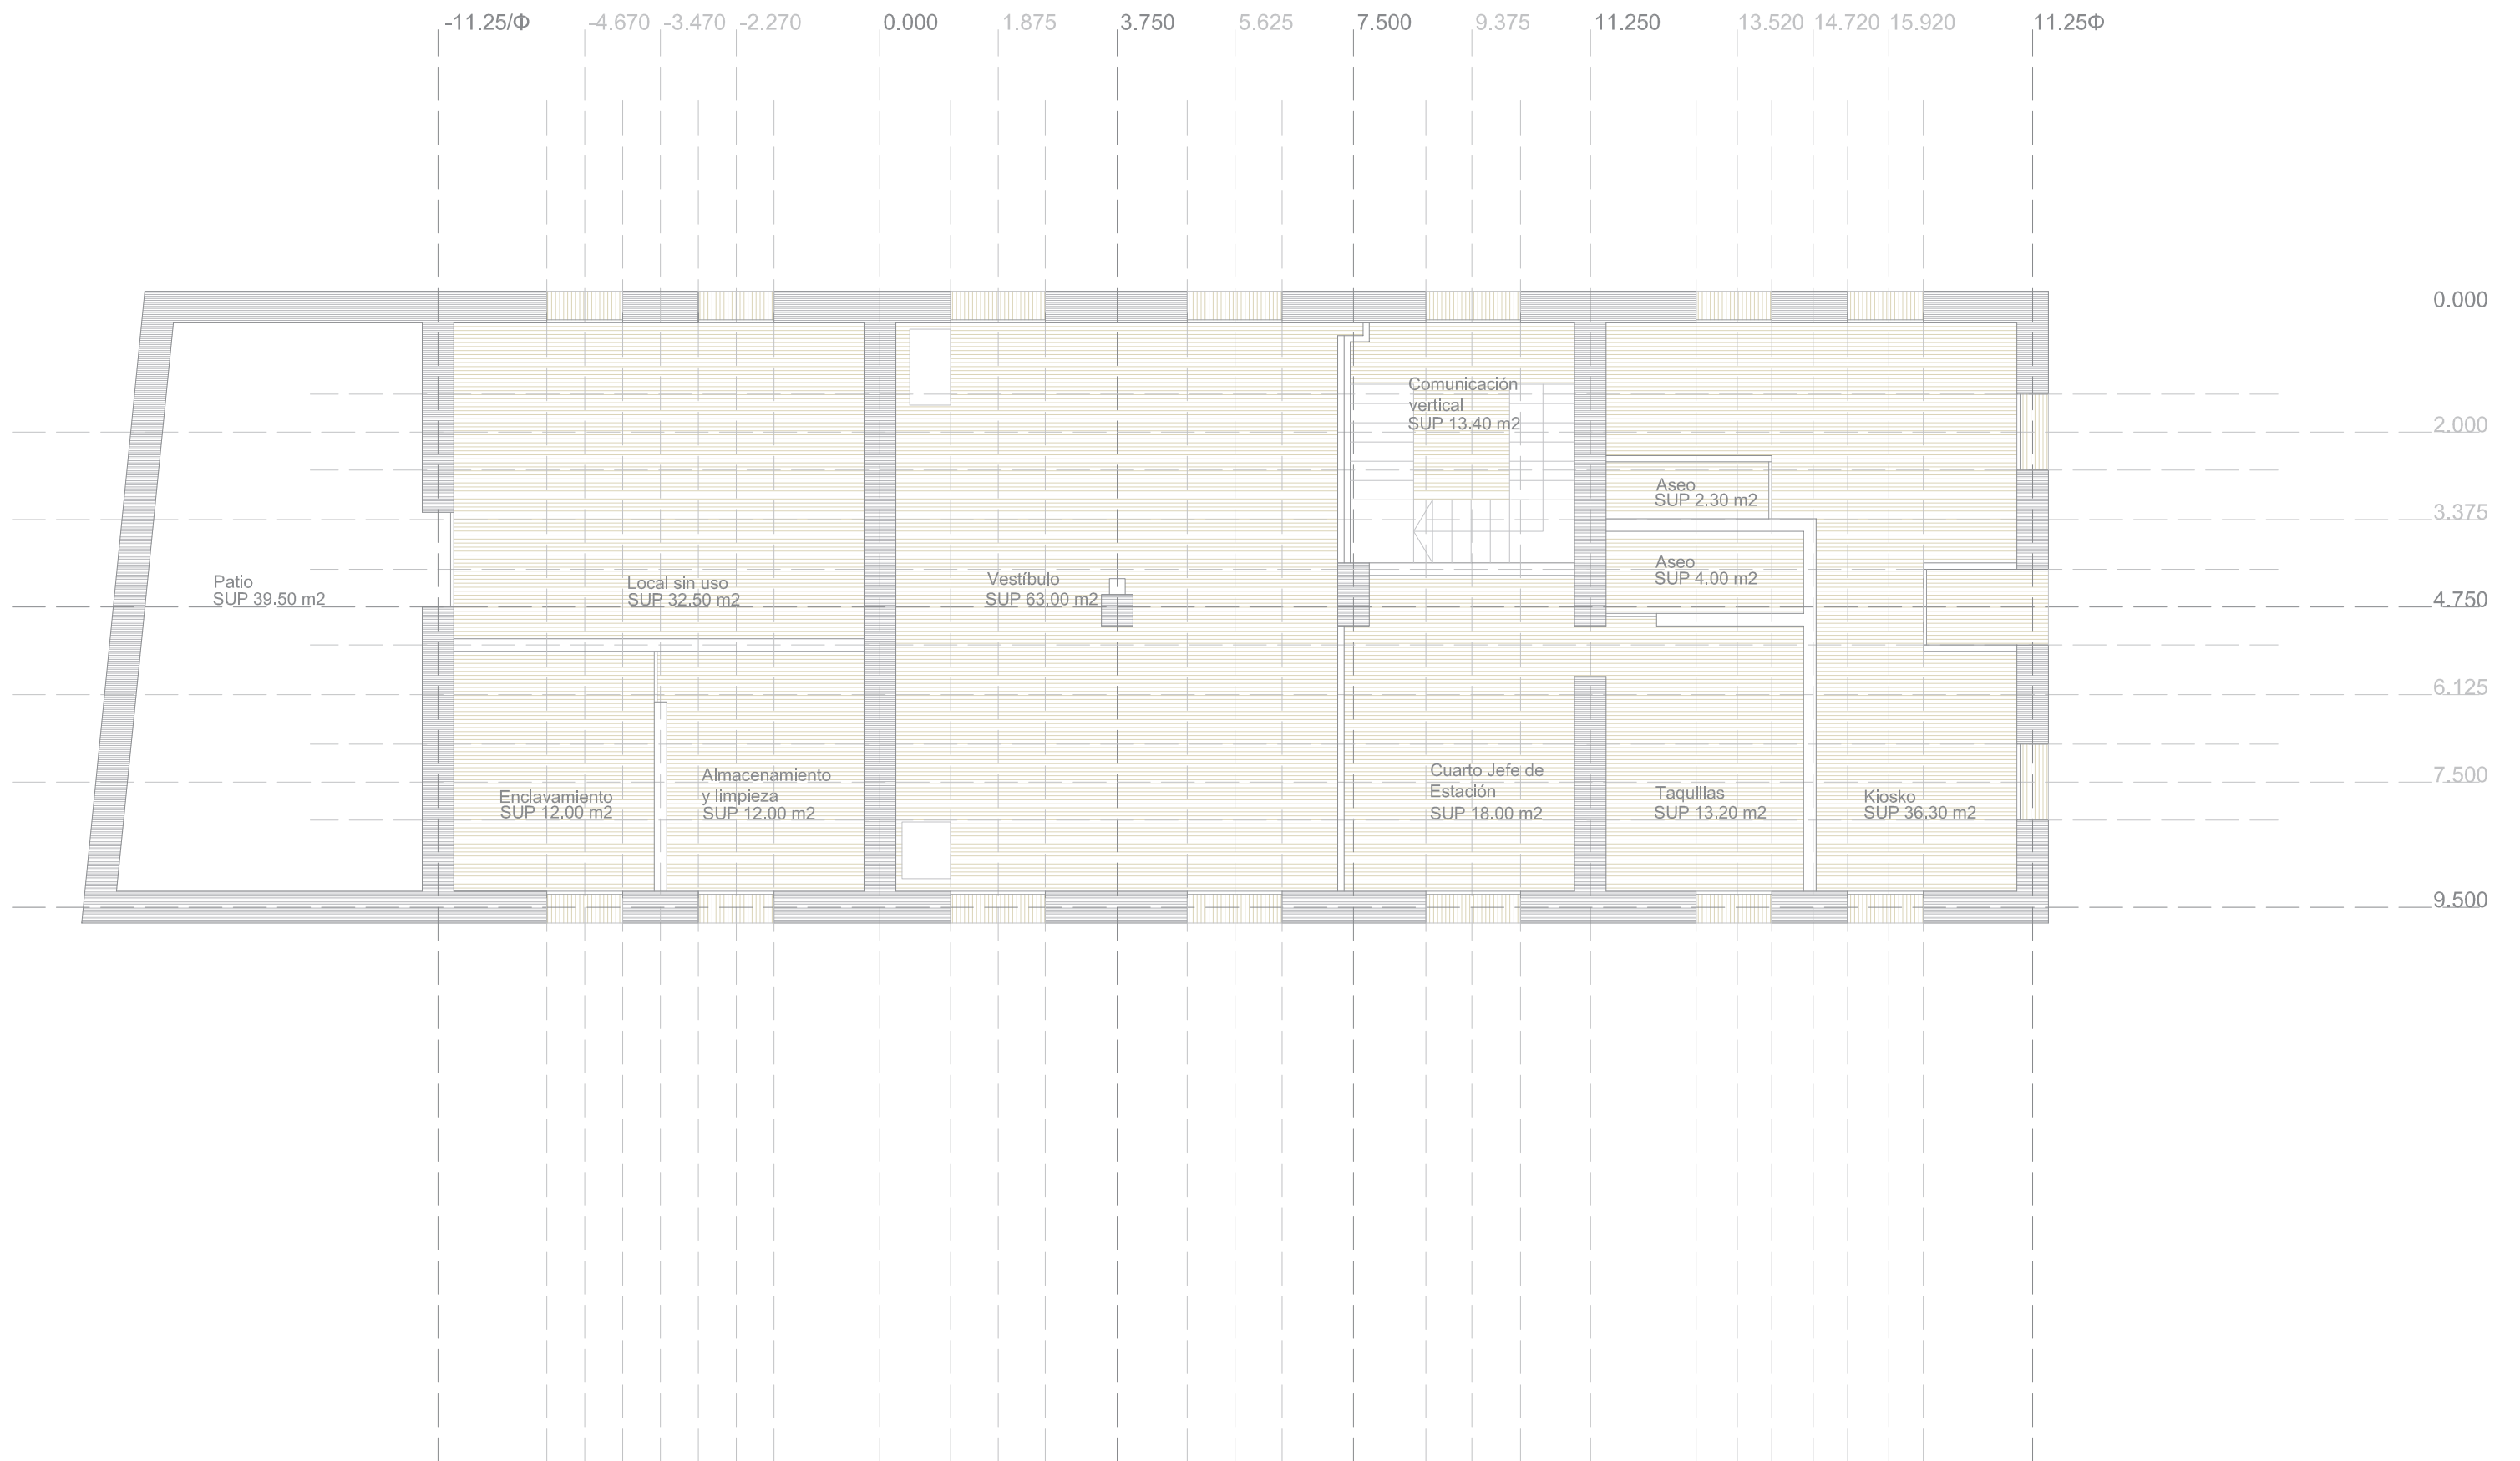 -11.25/Φ
-4.670
-3.470
-2.270
0.000
1.875
3.750
5.625
7.500
9.375
11.250
13.520
14.720
15.920
11.25Φ
0.000
2.000
3.375
4.750
6.125
7.500
9.500
Comunicación
vertical
SUP 13.40 m2
Aseo
SUP 2.30 m2
Aseo
SUP 4.00 m2
Patio
SUP 39.50 m2
Local sin uso
SUP 32.50 m2
Vestíbulo
SUP 63.00 m2
Enclavamiento
SUP 12.00 m2
Almacenamiento
y limpieza
SUP 12.00 m2
Cuarto Jefe de
Estación
SUP 18.00 m2
Taquillas
SUP 13.20 m2
Kiosko
SUP 36.30 m2